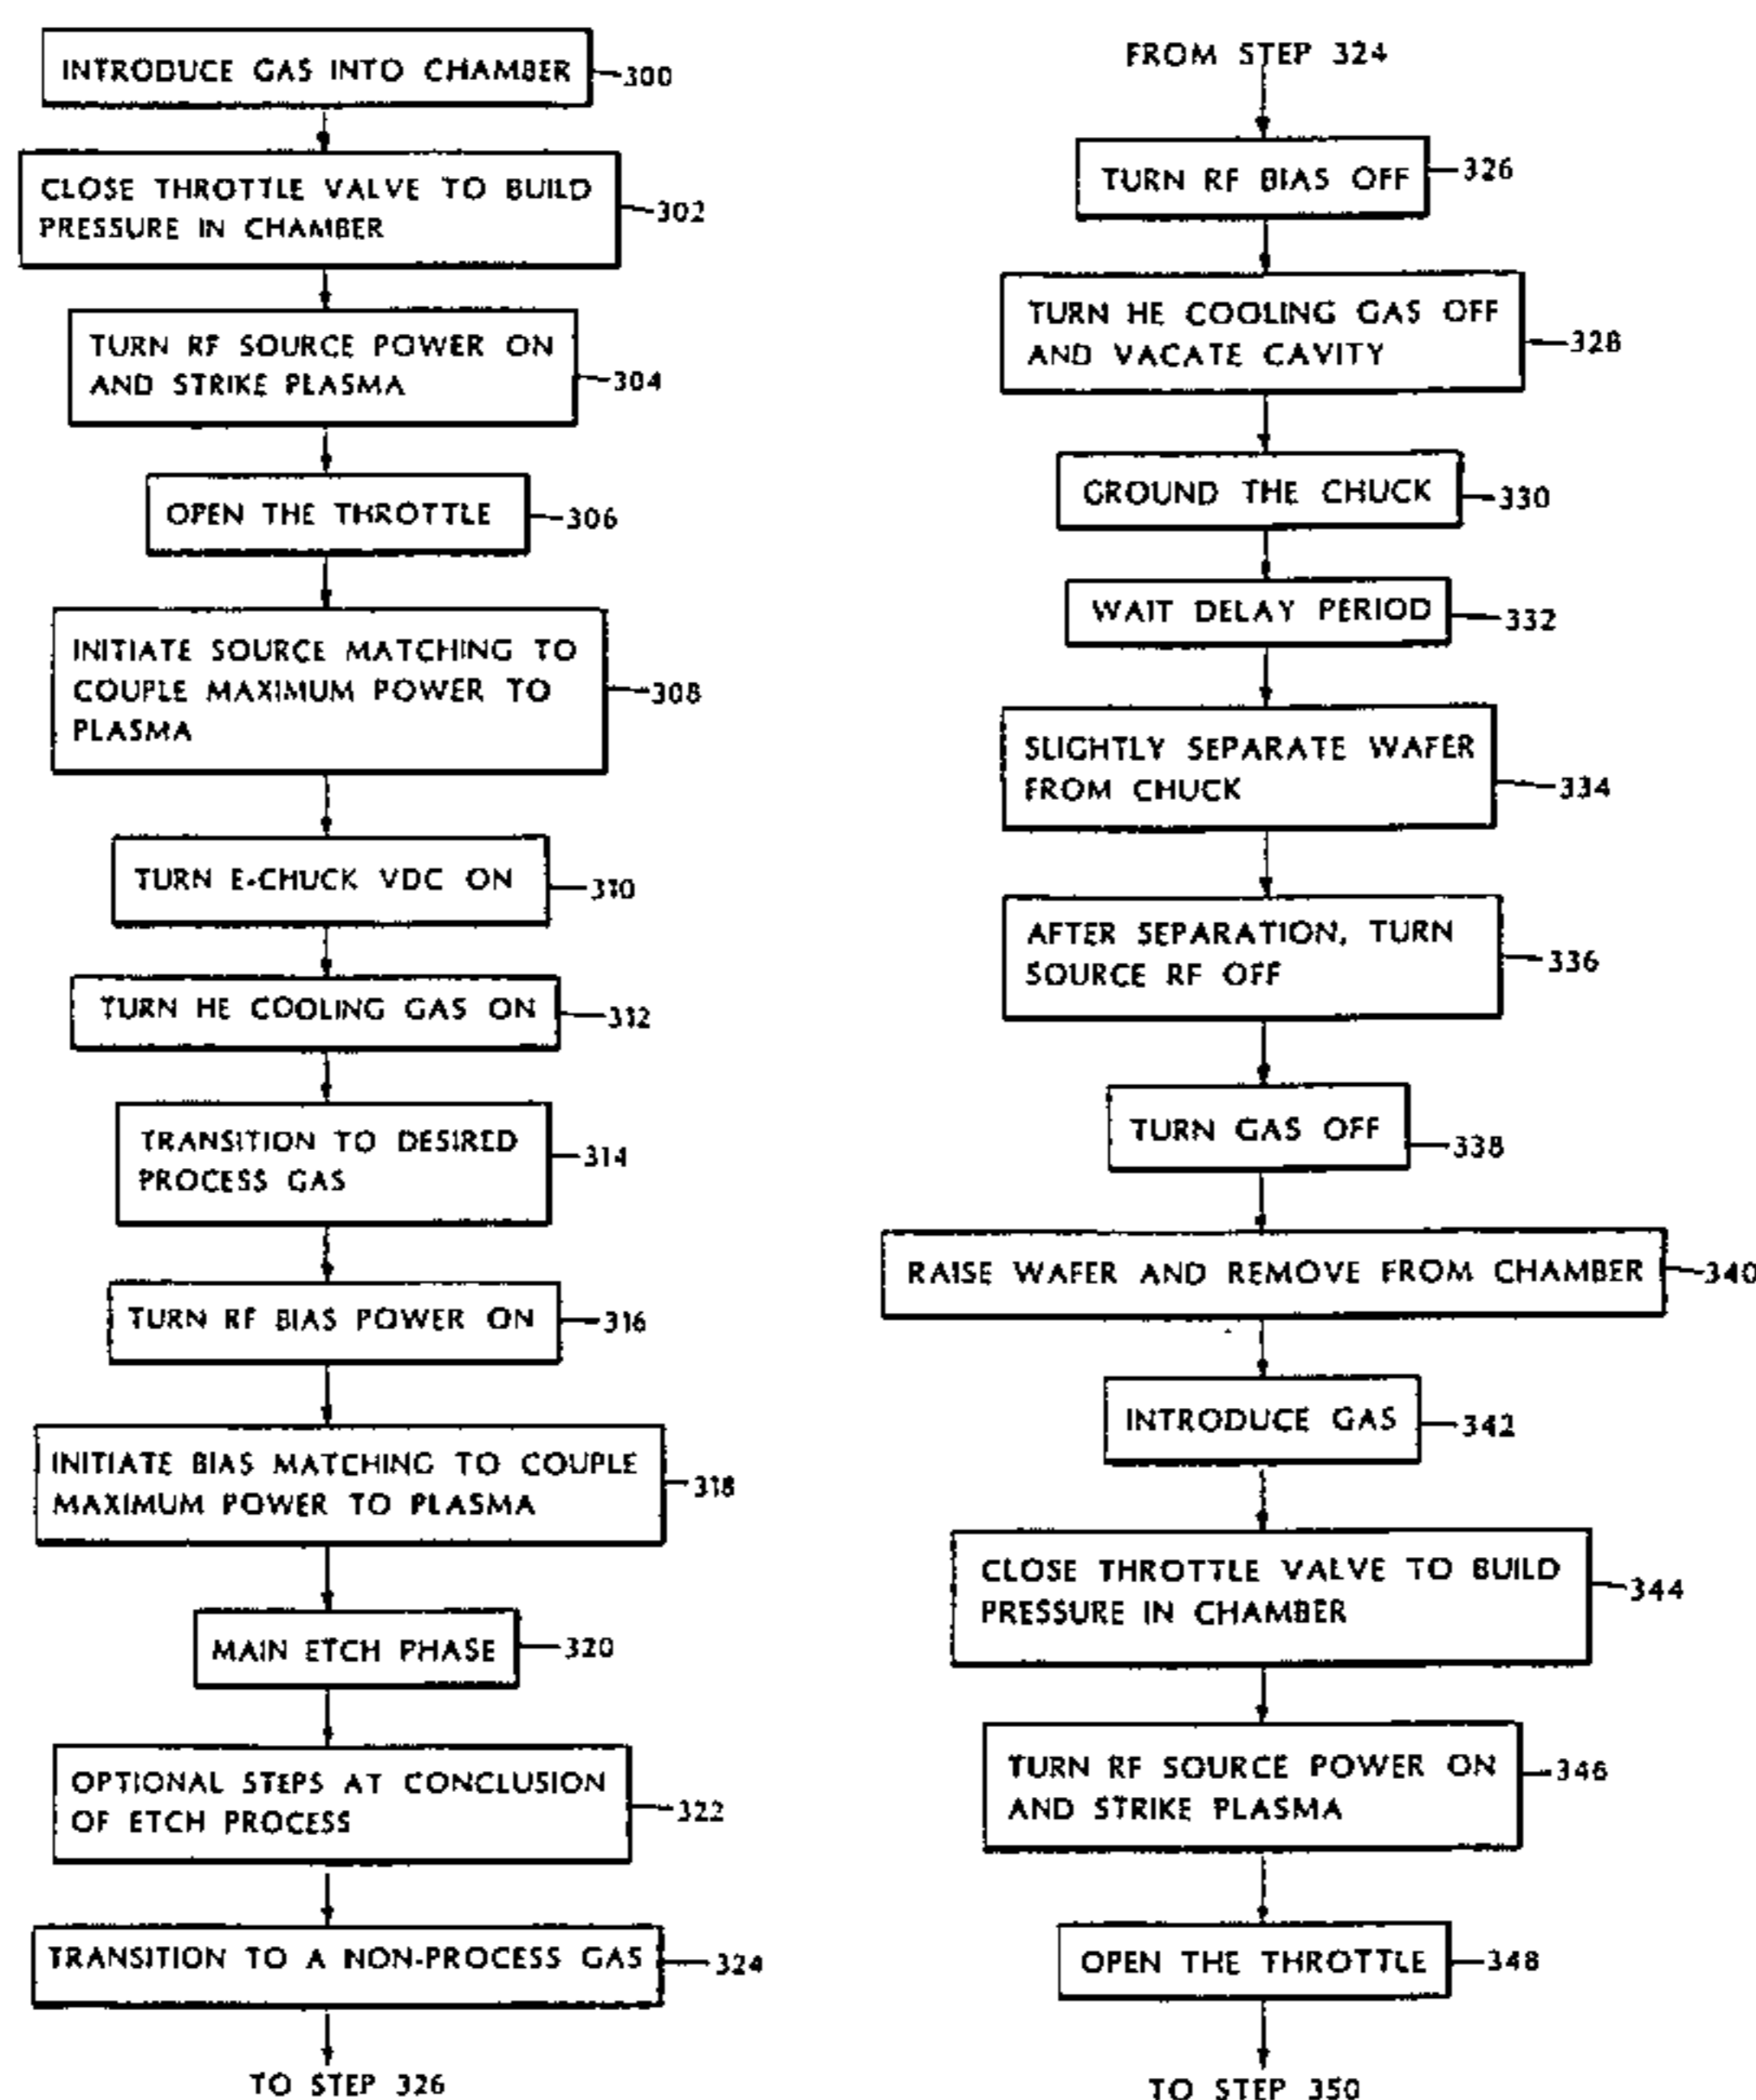 INTRODUCE GAS INTO CHAMBER
300
CLOSE THROTTLE VALVE TO BUILD
PRESSURE IN CHAMBER
302
TURN RF SOURCE POWER ON
AND STRIKE PLASMA
304
OPEN THE THROTTLE
306
INITIATE SOURCE MATCHING TO
COUPLE MAXIMUM POWER TO
PLASMA
308
TURN E-CHUCK VDC ON
310
TURN HE COOLING GAS ON
312
TRANSITION TO DESIRED
PROCESS GAS
314
TURN RF BIAS POWER ON
316
INITIATE BIAS MATCHING TO COUPLE
MAXIMUM POWER TO PLASMA
318
MAIN ETCH PHASE
320
OPTIONAL STEPS AT CONCLUSION
OF ETCH PROCESS
322
TRANSITION TO A NON-PROCESS GAS
324
TO STEP 326
FROM STEP 324
TURN RF BIAS OFF
326
TURN HE COOLING GAS OFF
AND VACATE CAVITY
328
GROUND THE CHUCK
330
WAIT DELAY PERIOD
332
SLIGHTLY SEPARATE WAFER
FROM CHUCK
334
AFTER SEPARATION, TURN
SOURCE RF OFF
336
TURN GAS OFF
338
RAISE WAFER AND REMOVE FROM CHAMBER
340
INTRODUCE GAS
342
CLOSE THROTTLE VALVE TO BUILD
PRESSURE IN CHAMBER
344
TURN RF SOURCE POWER ON
AND STRIKE PLASMA
346
OPEN THE THROTTLE
348
TO STEP 350